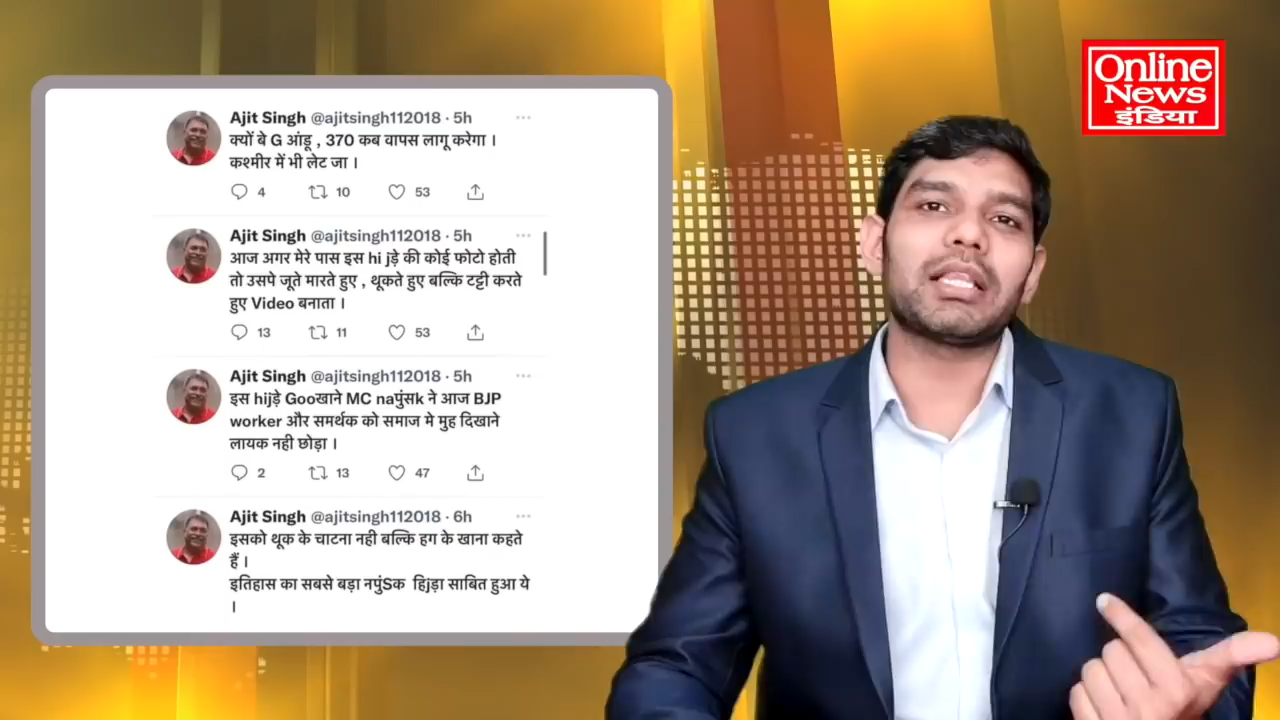 Ajit Singh @ajitsingh112018 · 5h
क्यों बे G आंडू , 370 कब वापस लागू करेगा ।
कश्मीर में भी लेट जा ।
4 10 53
Ajit Singh @ajitsingh112018 · 5h
आज अगर मेरे पास इस hi jड़े की कोई फोटो होती
तो उसपे जूते मारते हुए , थूकते हुए बल्कि टट्टी करते
हुए Video बनाता ।
13 11 53
Ajit Singh @ajitsingh112018 · 5h
इस hijड़े Gooखाने MC naपुंसk ने आज BJP
worker और समर्थक को समाज मे मुह दिखाने
लायक नही छोड़ा ।
2 13 47
Ajit Singh @ajitsingh112018 · 6h
इसको थूक के चाटना नही बल्कि हग के खाना कहते
हैं ।
इतिहास का सबसे बड़ा नपुंSक हिjड़ा साबित हुआ ये
।
Online
News
इंडिया